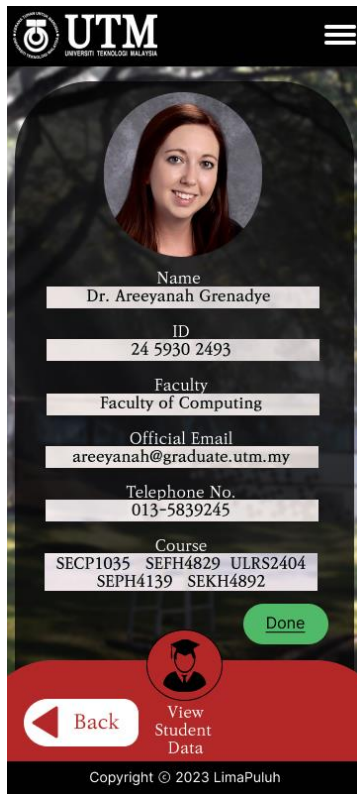 UTM
UNIVERSITI TEKNOLOGI MALAYSIA
Name
Dr. Areeyanah Grenadye
ID
24 5930 2493
Faculty
Faculty of Computing
Official Email
areeyanah@graduate.utm.my
Telephone No.
013-5839245
Course
SECP1035 SEFH4829 ULRS2404
SEPH4139 SEKH4892
Done
Back
View
Student
Data
Copyright © 2023 LimaPuluh